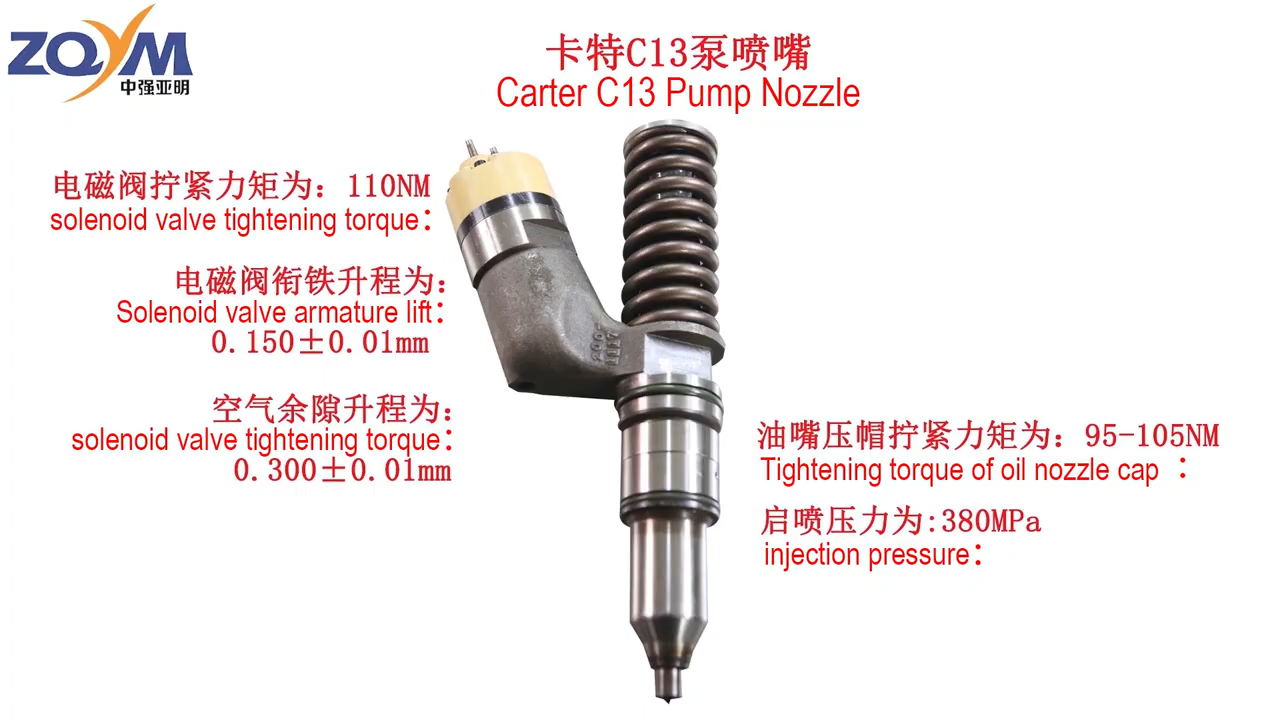 ZQYM
中强亚明
卡特C13泵喷嘴
Carter C13 Pump Nozzle
电磁阀拧紧力矩为：110NM
solenoid valve tightening torque：
电磁阀衔铁升程为：
Solenoid valve armature lift：
0.150±0.01mm
空气余隙升程为：
solenoid valve tightening torque：
0.300±0.01mm
200-
1117
油嘴压帽拧紧力矩为：95-105NM
Tightening torque of oil nozzle cap ：
启喷压力为:380MPa
injection pressure：